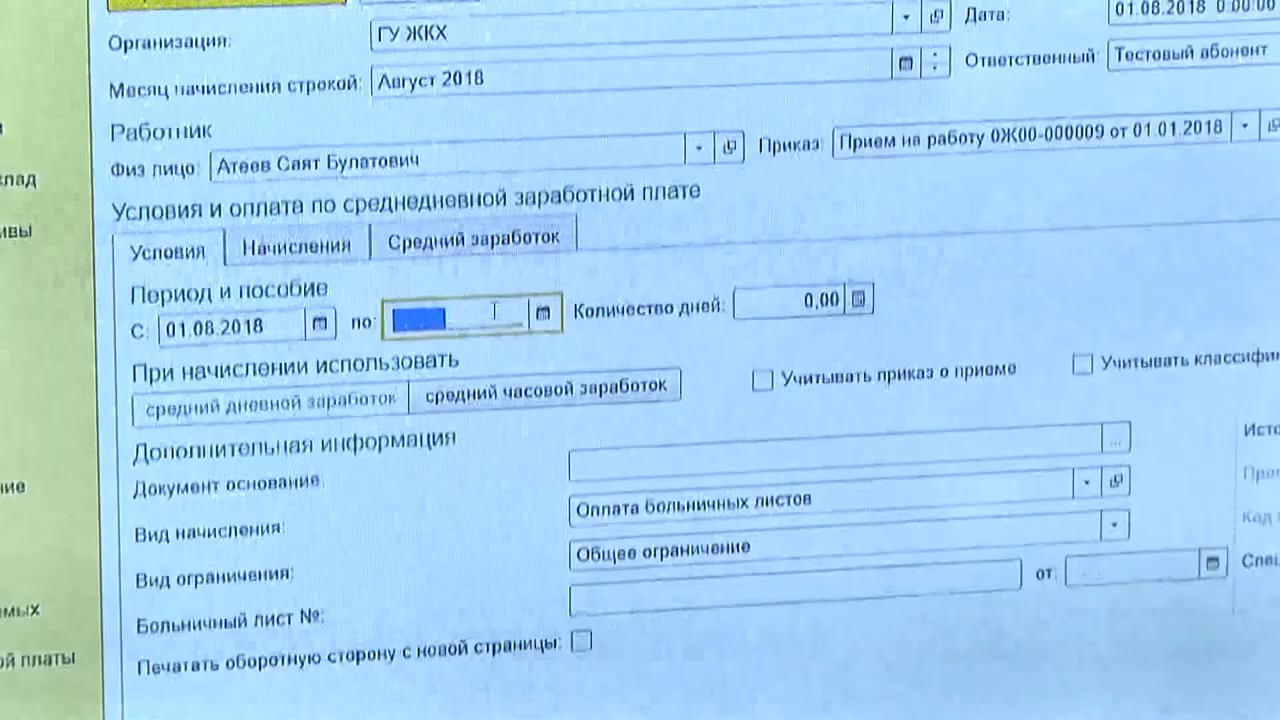 Организация: ГУ ЖКХ Дата: 01.08.2018 0:00:00
Месяц начисления строкой: Август 2018 Ответственный: Тестовый абонент
Работник
Физ лицо: Атеев Саят Булатович Приказ: Прием на работу 0Ж00-000009 от 01.01.2018
Условия и оплата по среднедневной заработной плате
Условия Начисления Средний заработок
Период и пособие
С: 01.08.2018 по: Количество дней: 0,00
При начислении использовать
средний дневной заработок средний часовой заработок Учитывать приказ о приеме Учитывать классифи
Дополнительная информация
Документ основание: ...
Вид начисления: Оплата больничных листов
Вид ограничения: Общее ограничение
Больничный лист №: от:
Печатать оборотную сторону с новой страницы:
клад
ивы
ние
емых
ой платы
Исто
Код
Спец